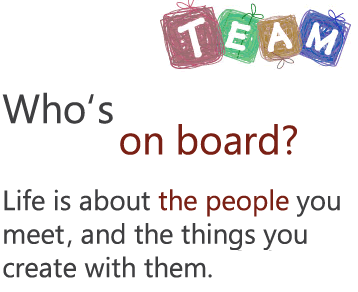 TEAM
Who‘s
on board?
Life is about the people you
meet, and the things you
create with them.